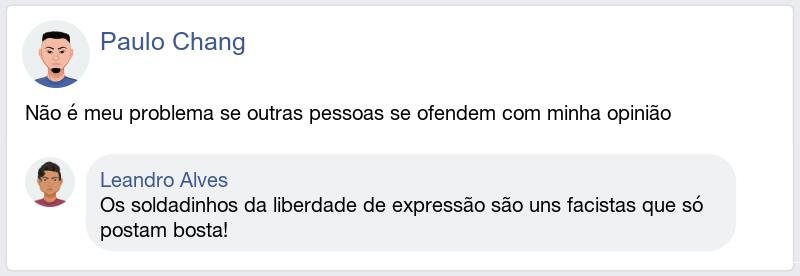 Paulo Chang
Não é meu problema se outras pessoas se ofendem com minha opinião
Leandro Alves
Os soldadinhos da liberdade de expressão são uns facistas que só
postam bosta!